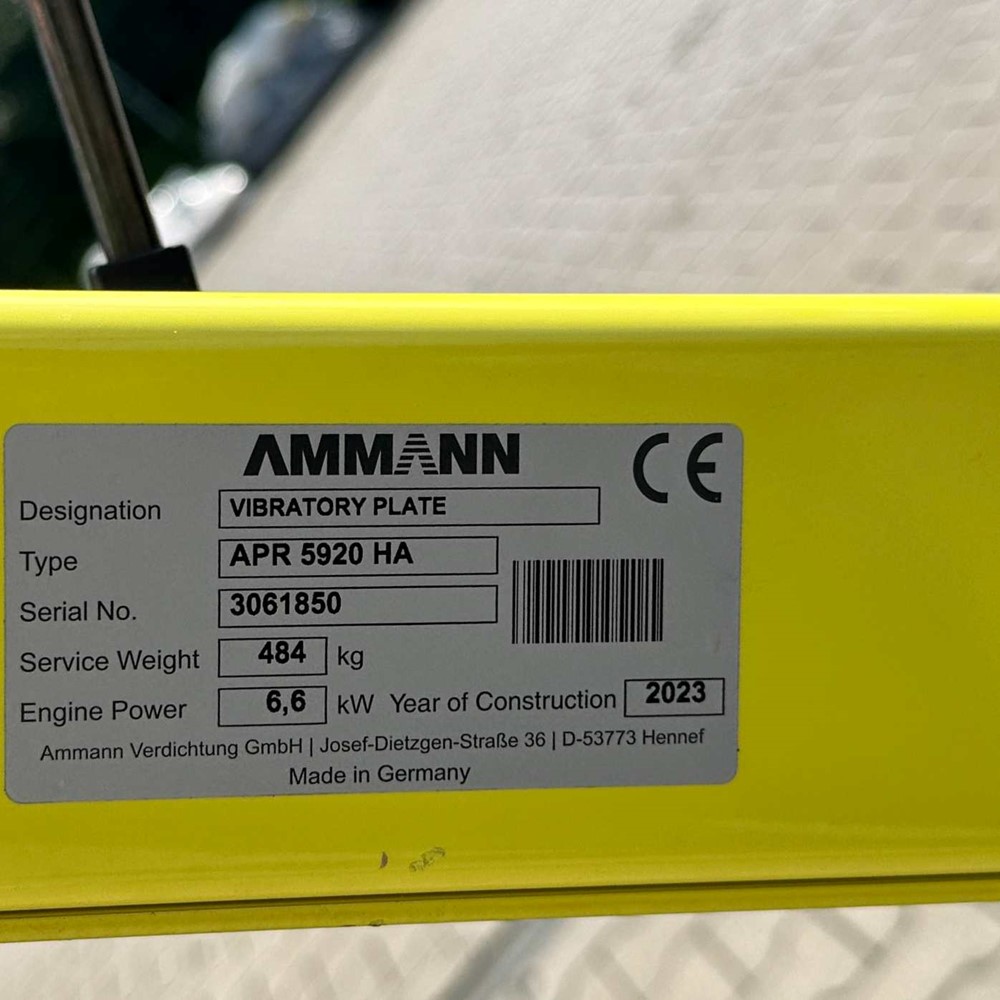 AMMANN
CE
Designation VIBRATORY PLATE
Type APR 5920 HA
Serial No. 3061850
Service Weight 484 kg
Engine Power 6,6 kW Year of Construction 2023
Ammann Verdichtung GmbH | Josef-Dietzgen-Straße 36 | D-53773 Hennef
Made in Germany